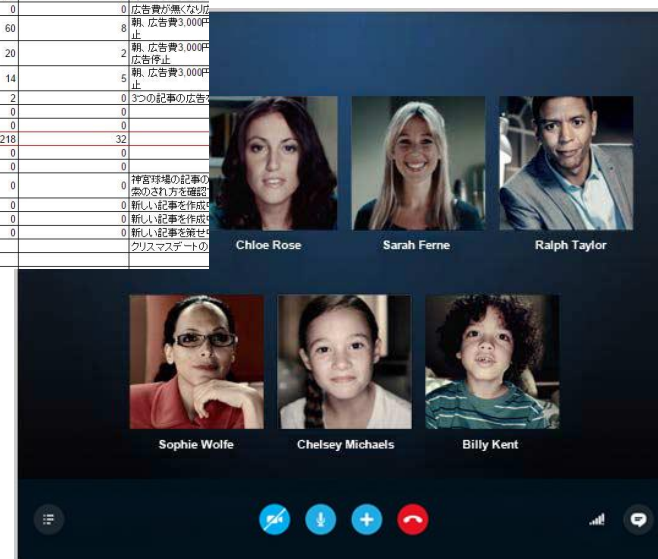 0 0 広告費が無くなり
60 8 朝、広告費3,000円
止
20 2 朝、広告費3,000円
広告停止
14 5 朝、広告費3,000円
止
2 0 3つの記事の広告
0 0
0 0
218 32
0 0
0 0
0 0 神宮球場の記事の
索のされ方を確認
0 0 新しい記事を作成
0 0 新しい記事を作成
0 0 新しい記事を策せ
クリスマスデートの
Chloe Rose Sarah Ferne Ralph Taylor
Sophie Wolfe Chelsey Michaels Billy Kent